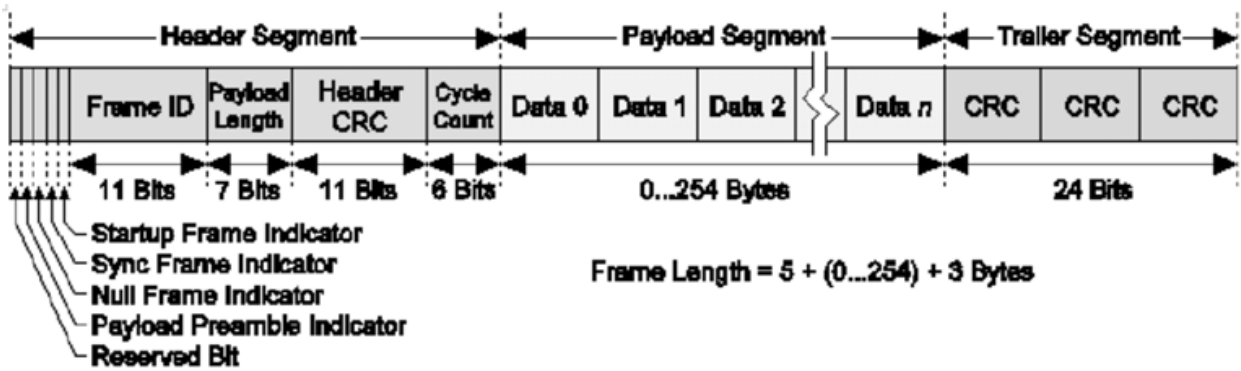 Header Segment Payload Segment Trailer Segment
Frame ID Payload Length Header CRC Cycle Count Data 0 Data 1 Data 2 Data n CRC CRC CRC
11 Bits 7 Bits 11 Bits 6 Bits 0...254 Bytes 24 Bits
Startup Frame Indicator
Sync Frame Indicator
Null Frame Indicator
Payload Preamble Indicator
Reserved Bit
Frame Length = 5 + (0...254) + 3 Bytes